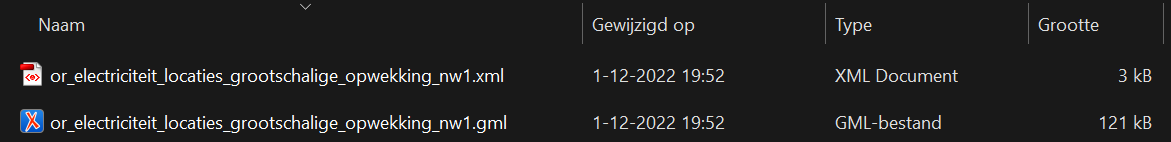 Naam Gewijzigd op Type Grootte
or_electriciteit_locaties_grootschalige_opwekking_nw1.xml 1-12-2022 19:52 XML Document 3 kB
or_electriciteit_locaties_grootschalige_opwekking_nw1.gml 1-12-2022 19:52 GML-bestand 121 kB